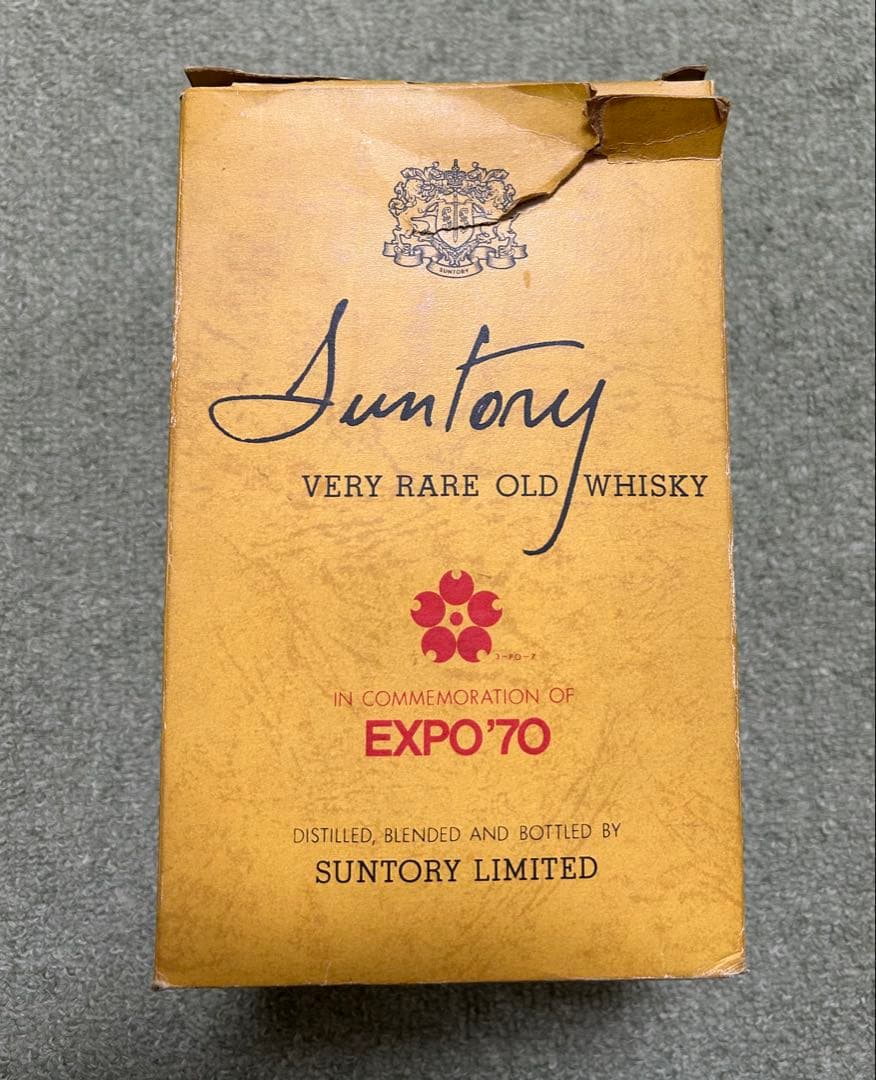 SUNTORY
Suntory
VERY RARE OLD WHISKY
IN COMMEMORATION OF
EXPO'70
DISTILLED, BLENDED AND BOTTLED BY
SUNTORY LIMITED